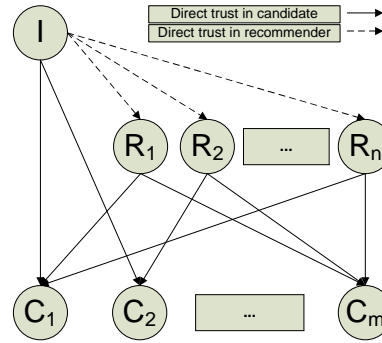 Direct trust in candidate
Direct trust in recommender
I
R₁ R₂ ... Rₙ
C₁ C₂ ... Cₘ